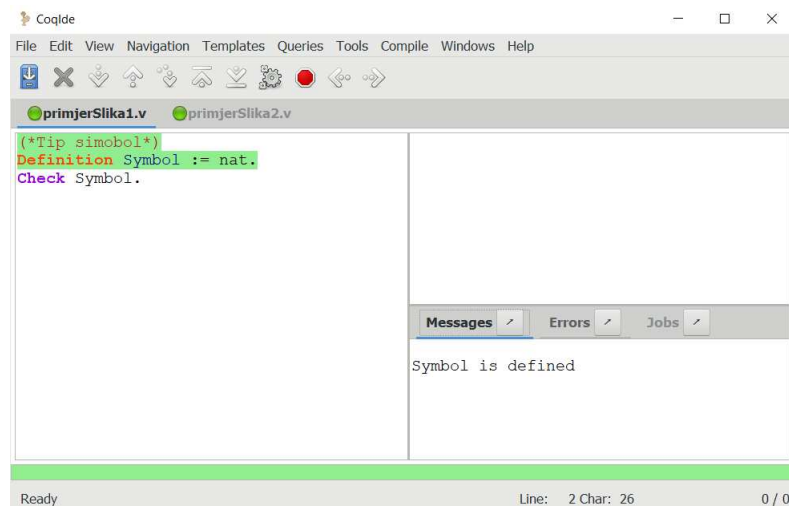 CoqIde
File Edit View Navigation Templates Queries Tools Compile Windows Help
primjerSlika1.v primjerSlika2.v
(*Tip simobol*)
Definition Symbol := nat.
Check Symbol.
Messages Errors Jobs
Symbol is defined
Ready Line: 2 Char: 26 0 / 0